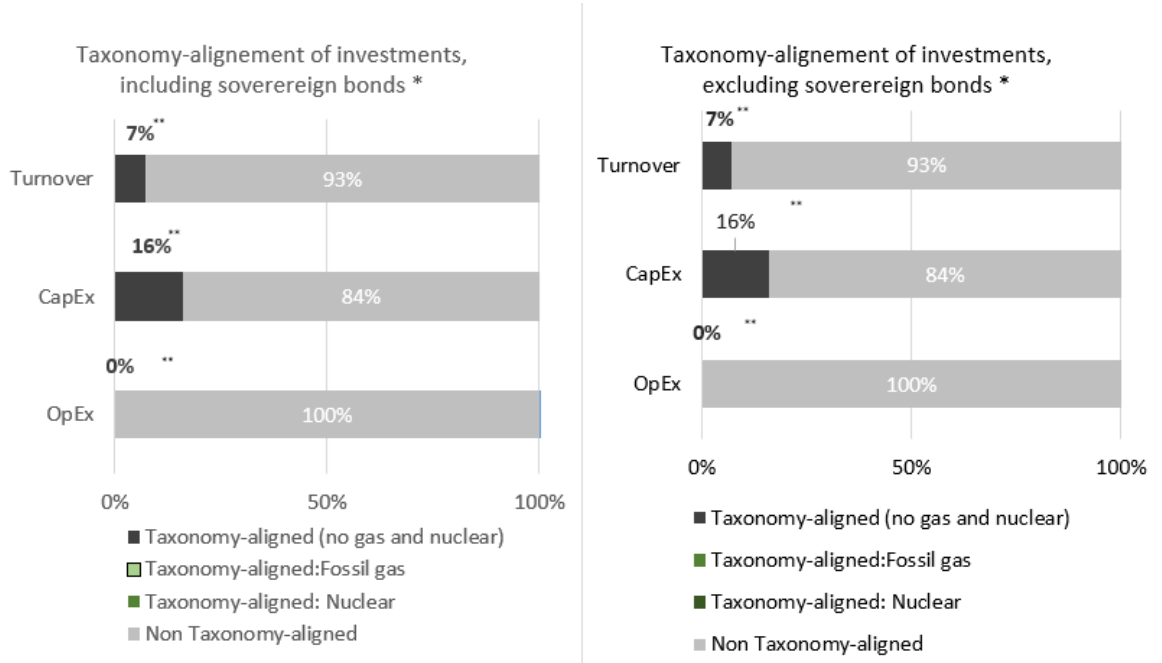 Taxonomy-alignement of investments,
including soverereign bonds *
7%**
Turnover
93%
16%**
CapEx
84%
0% **
OpEx
100%
0% 50% 100%
Taxonomy-aligned (no gas and nuclear)
Taxonomy-aligned:Fossil gas
Taxonomy-aligned: Nuclear
Non Taxonomy-aligned
Taxonomy-alignement of investments,
excluding soverereign bonds *
7%**
Turnover
93%
16% **
CapEx
84%
0% **
OpEx
100%
0% 50% 100%
Taxonomy-aligned (no gas and nuclear)
Taxonomy-aligned:Fossil gas
Taxonomy-aligned: Nuclear
Non Taxonomy-aligned